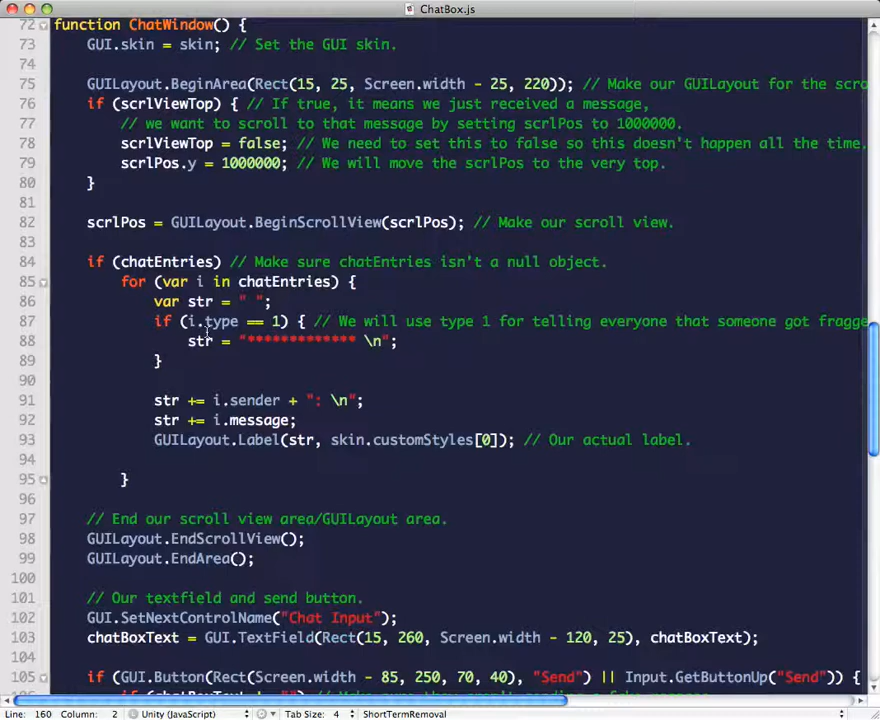 ChatBox.js
72 function ChatWindow() {
73 GUI.skin = skin; // Set the GUI skin.
74
75 GUILayout.BeginArea(Rect(15, 25, Screen.width - 25, 220)); // Make our GUILayout for the scro
76 if (scrlViewTop) { // If true, it means we just received a message,
77 // we want to scroll to that message by setting scrlPos to 1000000.
78 scrlViewTop = false; // We need to set this to false so this doesn't happen all the time.
79 scrlPos.y = 1000000; // We will move the scrlPos to the very top.
80 }
81
82 scrlPos = GUILayout.BeginScrollView(scrlPos); // Make our scroll view.
83
84 if (chatEntries) // Make sure chatEntries isn't a null object.
85 for (var i in chatEntries) {
86 var str = " ";
87 if (i.type == 1) { // We will use type 1 for telling everyone that someone got fragge
88 str = "************* \n";
89 }
90
91 str += i.sender + ": \n";
92 str += i.message;
93 GUILayout.Label(str, skin.customStyles[0]); // Our actual label.
94
95 }
96
97 // End our scroll view area/GUILayout area.
98 GUILayout.EndScrollView();
99 GUILayout.EndArea();
100
101 // Our textfield and send button.
102 GUI.SetNextControlName("Chat Input");
103 chatBoxText = GUI.TextField(Rect(15, 260, Screen.width - 120, 25), chatBoxText);
104
105 if (GUI.Button(Rect(Screen.width - 85, 250, 70, 40), "Send") || Input.GetButtonUp("Send")) {
Line: 160 Column: 2 Unity (JavaScript) Tab Size: 4 ShortTermRemoval